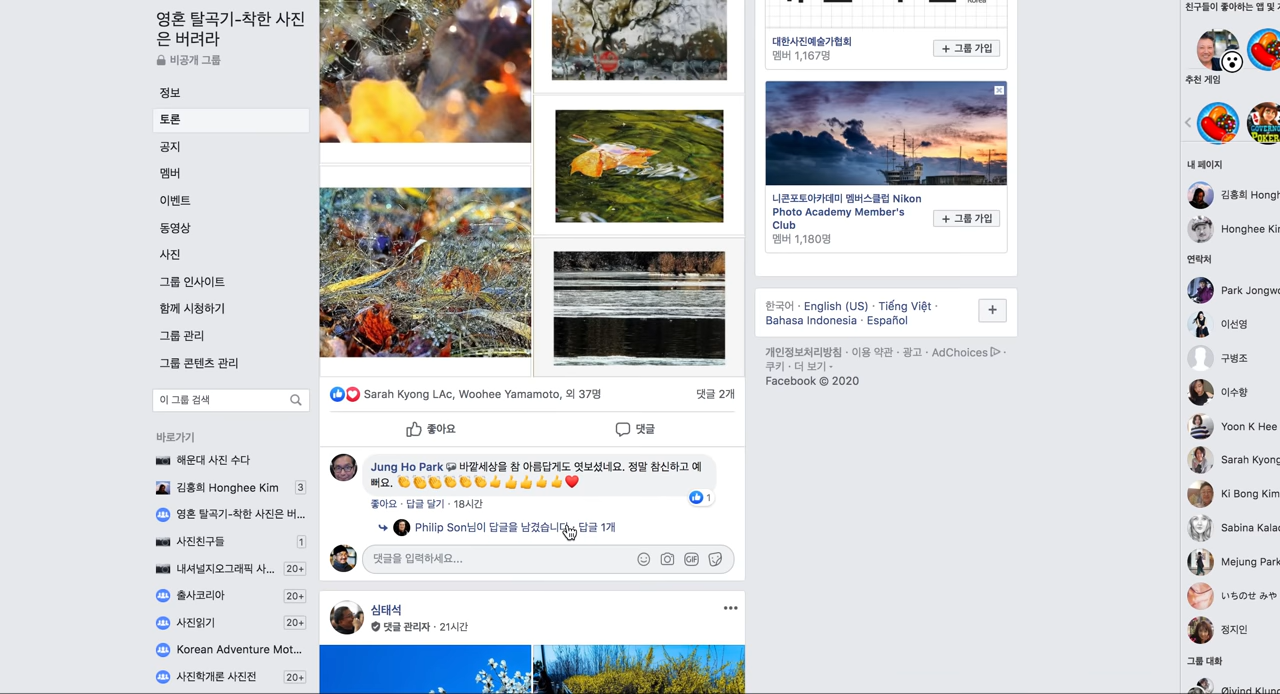 영혼 탈곡기-착한 사진
은 버려라
비공개 그룹
정보
토론
공지
멤버
이벤트
동영상
사진
그룹 인사이트
함께 시청하기
그룹 관리
그룹 콘텐츠 관리
이 그룹 검색
바로가기
해운대 사진 수다
김홍희 Honghee Kim 3
영혼 탈곡기-착한 사진은 버...
사진친구들 1
내셔널지오그래픽 사... 20+
출사코리아 20+
사진읽기 20+
Korean Adventure Mot...
사진학개론 사진전 20+
Sarah Kyong LAc, Woohee Yamamoto, 외 37명 댓글 2개
좋아요 댓글
Jung Ho Park 바깥세상을 참 아름답게도 엿보셨네요. 정말 참신하고 예
뻐요. 👏👏👏👏👏👏👍👍👍👍👍❤️
1
좋아요 · 답글 달기 · 18시간
Philip Son님이 답글을 남겼습니다 답글 1개
댓글을 입력하세요...
GIF
심태석
댓글 관리자 · 21시간
Korea
대한사진예술가협회
멤버 1,167명
+ 그룹 가입
니콘포토아카데미 멤버스클럽 Nikon
Photo Academy Member's
Club
멤버 1,180명
+ 그룹 가입
한국어 · English (US) · Tiếng Việt ·
Bahasa Indonesia · Español
개인정보처리방침 · 이용 약관 · 광고 · AdChoices ·
쿠키 · 더 보기
Facebook © 2020
친구들이 좋아하는 앱 및
추천 게임
GOVERNOR
POKER
내 페이지
김홍희 Hongh
Honghee Kim
연락처
Park Jongwo
이선영
구병조
이수향
Yoon K Hee
Sarah Kyong
Ki Bong Kim
Sabina Kalac
Mejung Park
いちのせ みや
정지인
그룹 대화
Øivind Klung